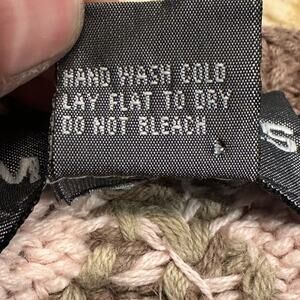 HAND WASH COLD
LAY FLAT TO DRY
DO NOT BLEACH